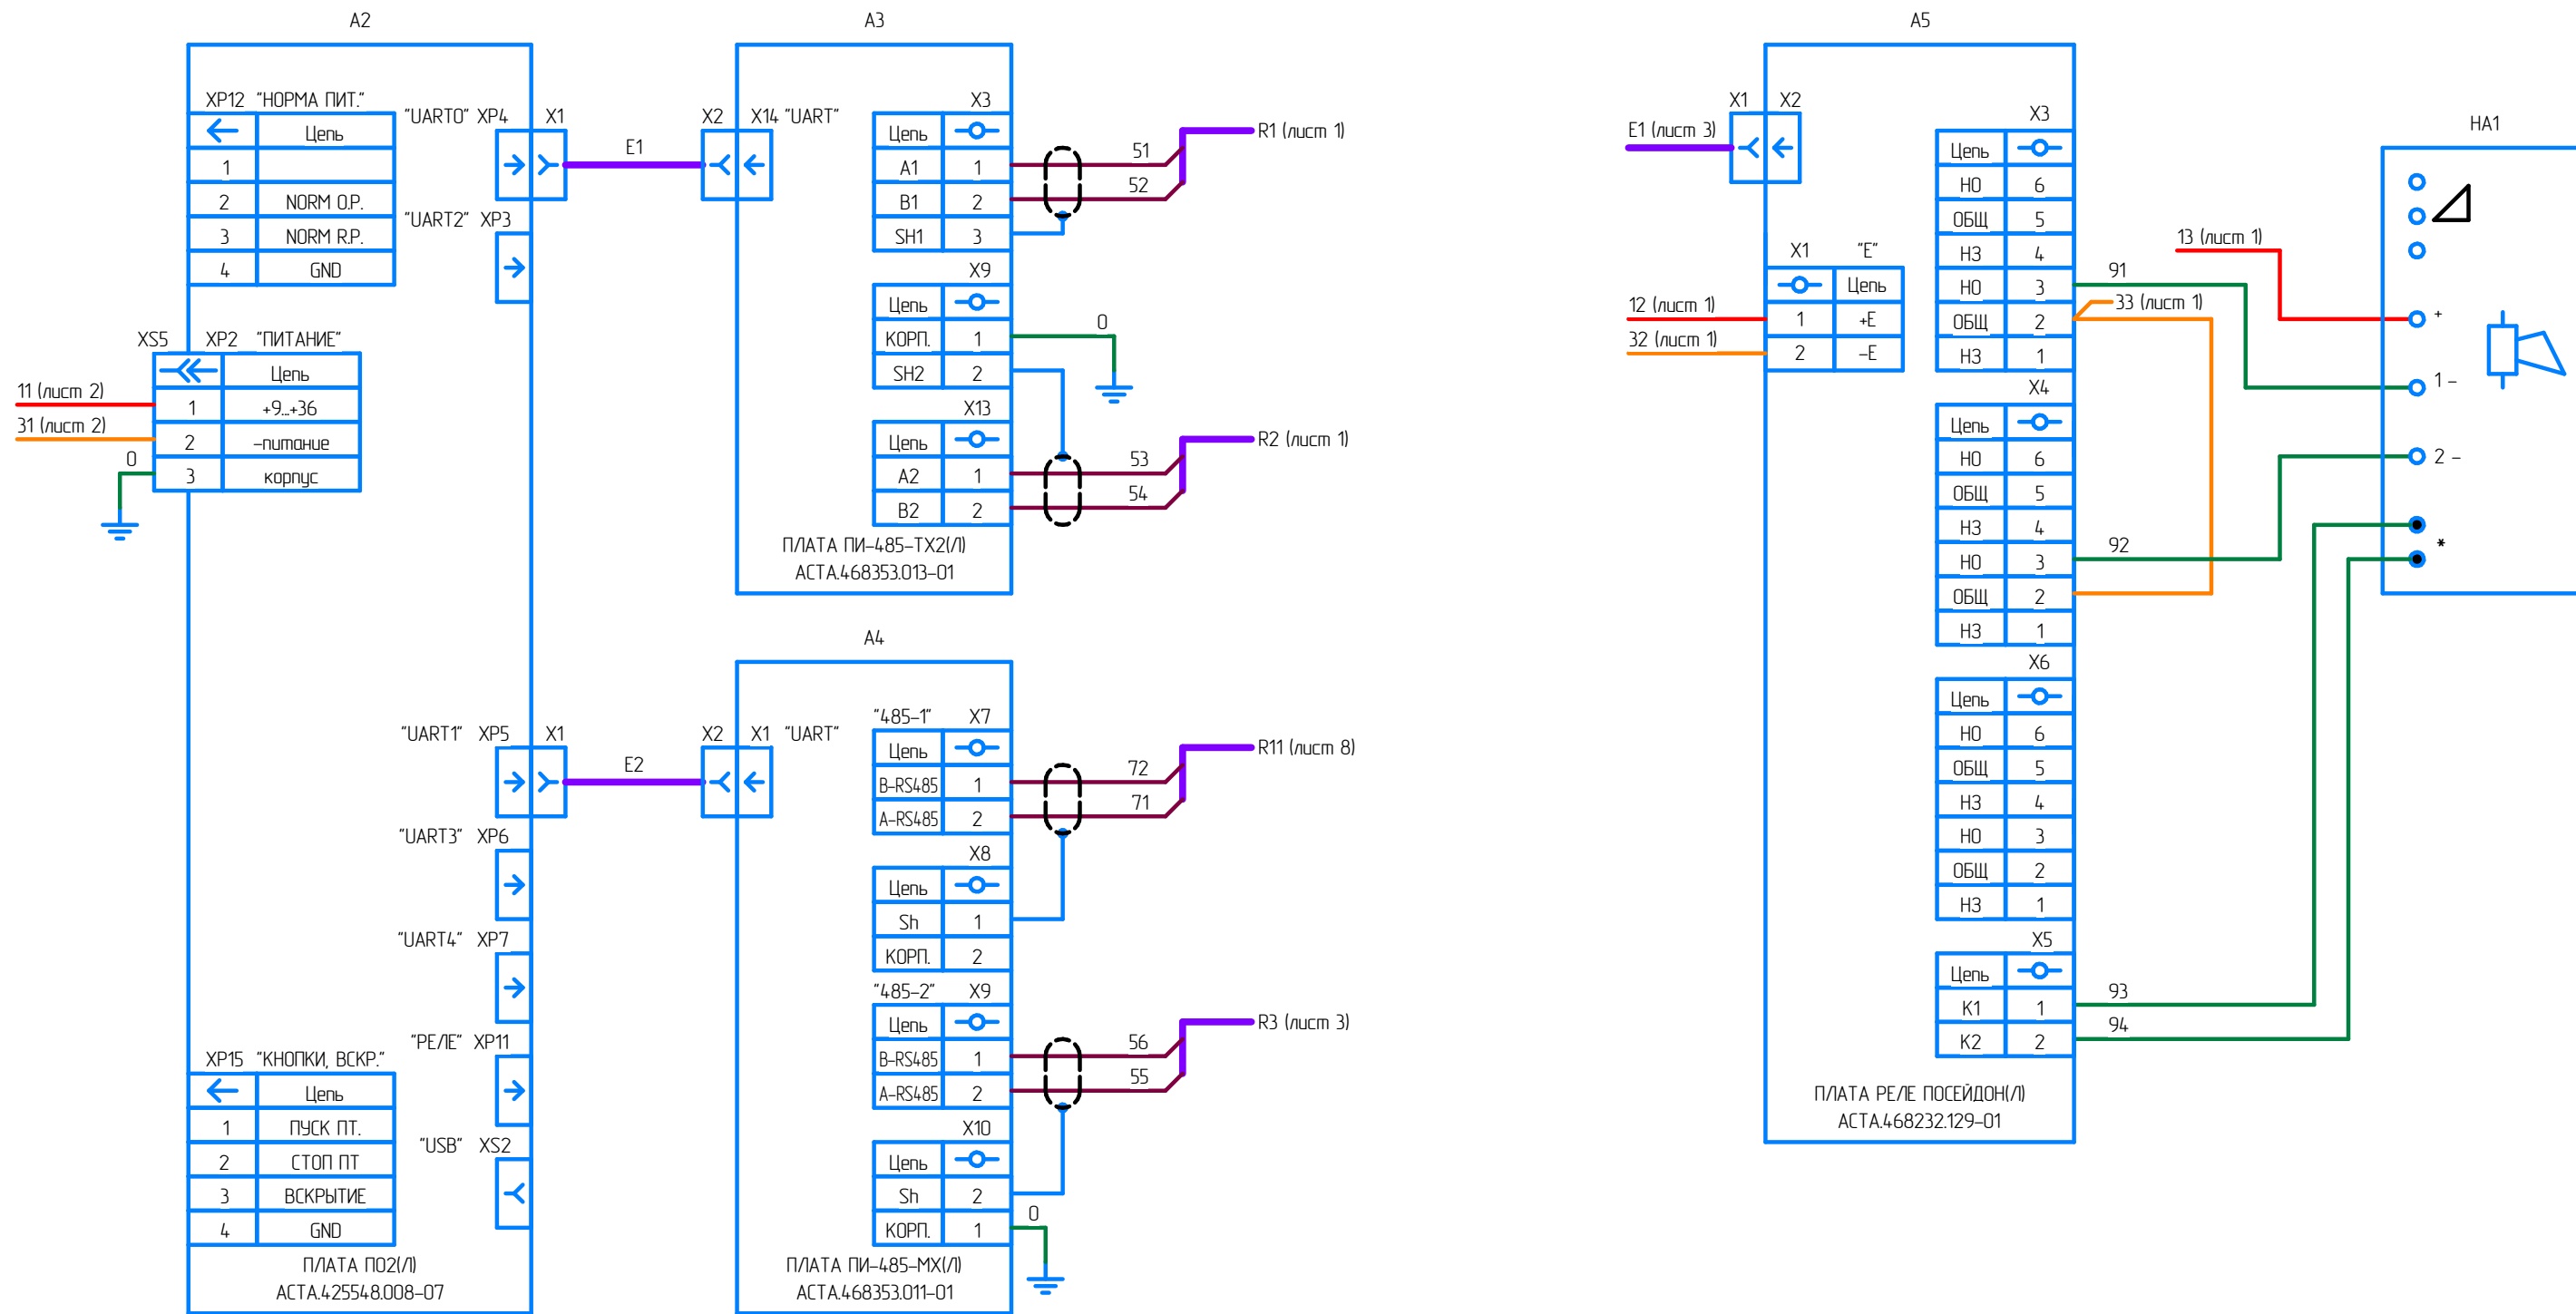 A2
XP12 "НОРМА ПИТ."
Цепь
1
2 NORM O.P.
3 NORM R.P.
4 GND
XS5 XP2 "ПИТАНИЕ"
Цепь
11 (лист 2) 1 +9...+36
31 (лист 2) 2 –питание
0 3 корпус
XP15 "КНОПКИ, ВСКР."
Цепь
1 ПУСК ПТ.
2 СТОП ПТ
3 ВСКРЫТИЕ
4 GND
"UART0" XP4 X1
"UART2" XP3
"UART1" XP5 X1
"UART3" XP6
"UART4" XP7
"РЕЛЕ" XP11
"USB" XS2
ПЛАТА ПО2(Л)
АСТА.425548.008–07
E1
E2
A3
X2 X14 "UART"
X3
Цепь
A1 1 51
B1 2 52
SH1 3
R1 (лист 1)
X9
Цепь
КОРП. 1 0
SH2 2
X13
Цепь
A2 1 53
B2 2 54
R2 (лист 1)
ПЛАТА ПИ–485–ТХ2(Л)
АСТА.468353.013–01
A4
X2 X1 "UART"
"485–1" X7
Цепь
B–RS485 1 72
A–RS485 2 71
R11 (лист 8)
X8
Цепь
Sh 1
КОРП. 2
"485–2" X9
Цепь
B–RS485 1 56
A–RS485 2 55
R3 (лист 3)
X10
Цепь
Sh 2
КОРП. 1 0
ПЛАТА ПИ–485–МХ(Л)
АСТА.468353.011–01
A5
X1 X2
E1 (лист 3)
X1 "E"
Цепь
12 (лист 1) 1 +E
32 (лист 1) 2 –E
X3
Цепь
НО 6
ОБЩ 5
НЗ 4
НО 3 91
ОБЩ 2 33 (лист 1)
НЗ 1
X4
Цепь
НО 6
ОБЩ 5
НЗ 4
НО 3 92
ОБЩ 2
НЗ 1
X6
Цепь
НО 6
ОБЩ 5
НЗ 4
НО 3
ОБЩ 2
НЗ 1
X5
Цепь
K1 1 93
K2 2 94
ПЛАТА РЕЛЕ ПОСЕЙДОН(Л)
АСТА.468232.129–01
HA1
13 (лист 1)
+
1 –
2 –
*